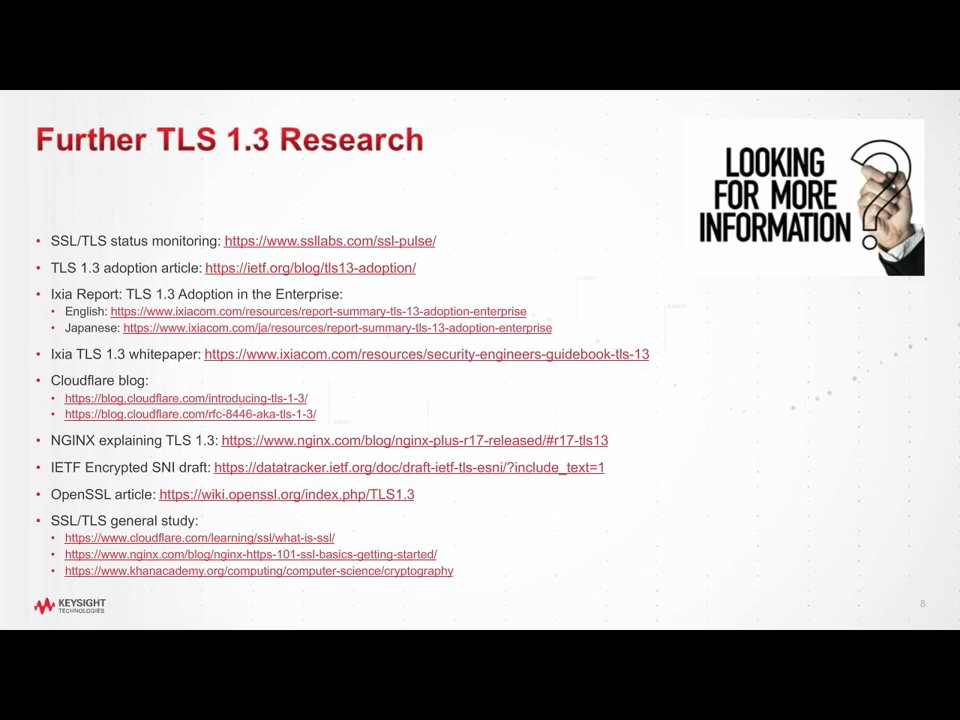 Further TLS 1.3 Research
LOOKING
FOR MORE
INFORMATION
• SSL/TLS status monitoring: https://www.ssllabs.com/ssl-pulse/
• TLS 1.3 adoption article: https://ietf.org/blog/tls13-adoption/
• Ixia Report: TLS 1.3 Adoption in the Enterprise:
• English: https://www.ixiacom.com/resources/report-summary-tls-13-adoption-enterprise
• Japanese: https://www.ixiacom.com/ja/resources/report-summary-tls-13-adoption-enterprise
• Ixia TLS 1.3 whitepaper: https://www.ixiacom.com/resources/security-engineers-guidebook-tls-13
• Cloudflare blog:
• https://blog.cloudflare.com/introducing-tls-1-3/
• https://blog.cloudflare.com/rfc-8446-aka-tls-1-3/
• NGINX explaining TLS 1.3: https://www.nginx.com/blog/nginx-plus-r17-released/#r17-tls13
• IETF Encrypted SNI draft: https://datatracker.ietf.org/doc/draft-ietf-tls-esni/?include_text=1
• OpenSSL article: https://wiki.openssl.org/index.php/TLS1.3
• SSL/TLS general study:
• https://www.cloudflare.com/learning/ssl/what-is-ssl/
• https://www.nginx.com/blog/nginx-https-101-ssl-basics-getting-started/
• https://www.khanacademy.org/computing/computer-science/cryptography
KEYSIGHT
TECHNOLOGIES
8